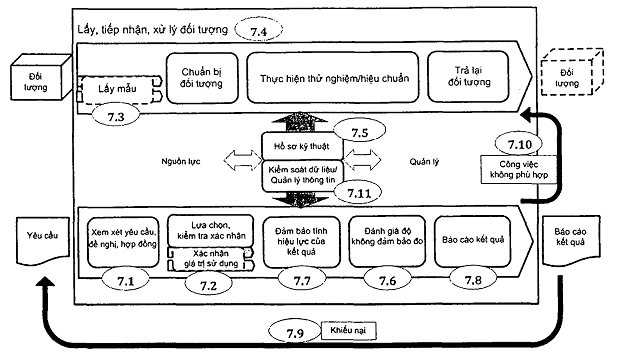 Lấy, tiếp nhận, xử lý đối tượng 7.4
Đối
tượng
Lấy mẫu
7.3
Chuẩn bị
đối tượng
Thực hiện thử nghiệm/hiệu chuẩn
Trả lại
đối tượng
Đối
tượng
7.5
Hồ sơ kỹ thuật
Nguồn lực
Quản lý
Kiểm soát dữ liệu/
Quản lý thông tin
7.11
7.10
Công việc
không phù hợp
Yêu cầu
Xem xét yêu cầu,
đề nghị, hợp đồng
7.1
Lựa chọn,
kiểm tra xác nhận
Xác nhận
giá trị sử dụng
7.2
Đảm bảo tính
hiệu lực của
kết quả
7.7
Đánh giá độ
không đảm bảo đo
7.6
Báo cáo kết quả
7.8
Báo cáo
kết quả
7.9 Khiếu nại